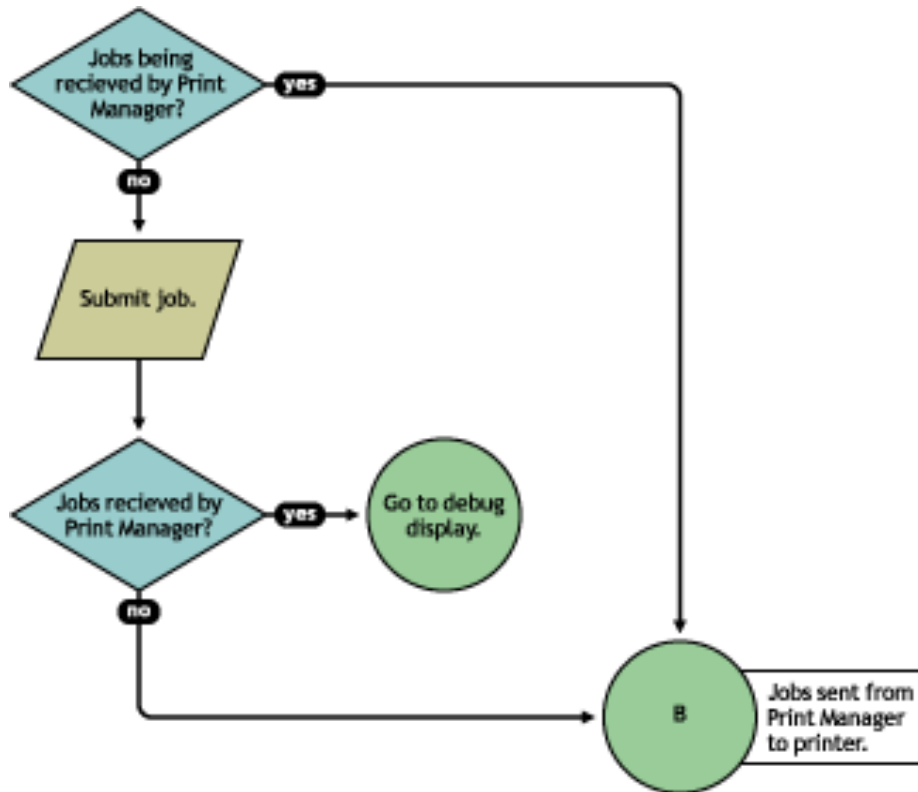 Jobs being
recieved by Print
Manager?
yes
no
Submit job.
Jobs recieved by
Print Manager?
yes
Go to debug
display.
no
B
Jobs sent from
Print Manager
to printer.